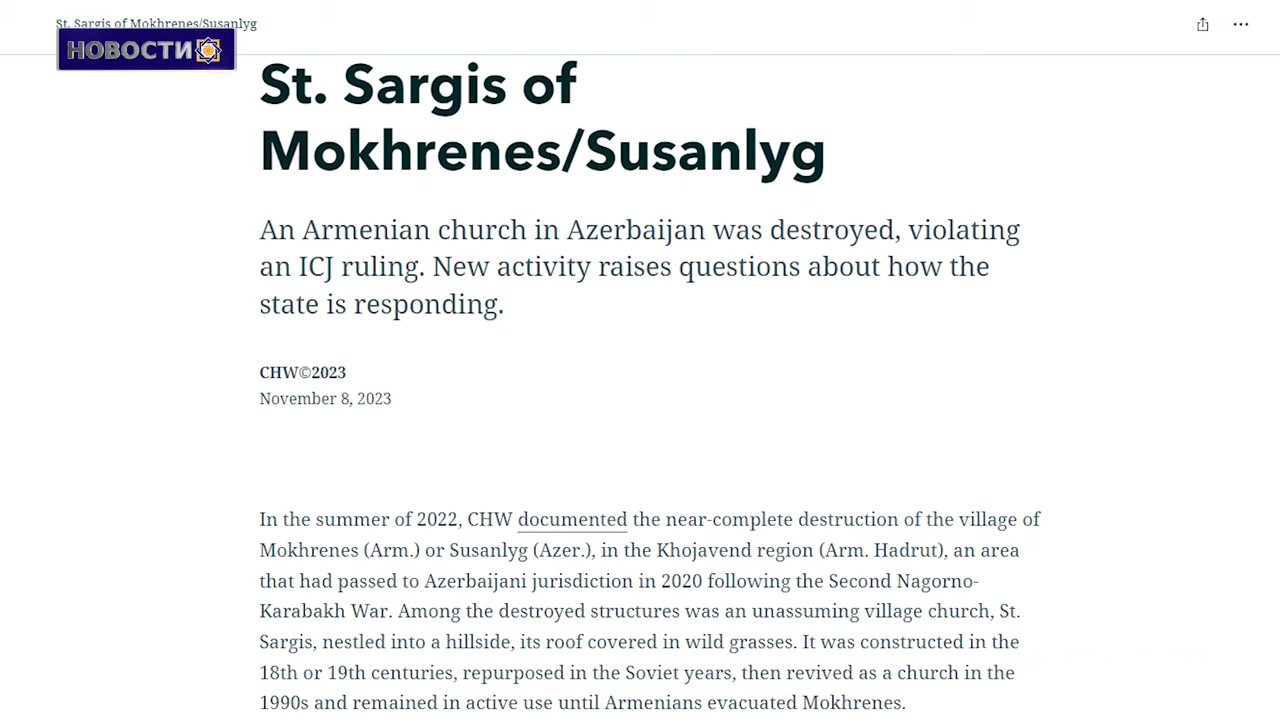 St. Sargis of Mokhrenes/Susanlyg
НОВОСТИ
St. Sargis of
Mokhrenes/Susanlyg
An Armenian church in Azerbaijan was destroyed, violating
an ICJ ruling. New activity raises questions about how the
state is responding.
CHW©2023
November 8, 2023
In the summer of 2022, CHW documented the near-complete destruction of the village of
Mokhrenes (Arm.) or Susanlyg (Azer.), in the Khojavend region (Arm. Hadrut), an area
that had passed to Azerbaijani jurisdiction in 2020 following the Second Nagorno-
Karabakh War. Among the destroyed structures was an unassuming village church, St.
Sargis, nestled into a hillside, its roof covered in wild grasses. It was constructed in the
18th or 19th centuries, repurposed in the Soviet years, then revived as a church in the
1990s and remained in active use until Armenians evacuated Mokhrenes.